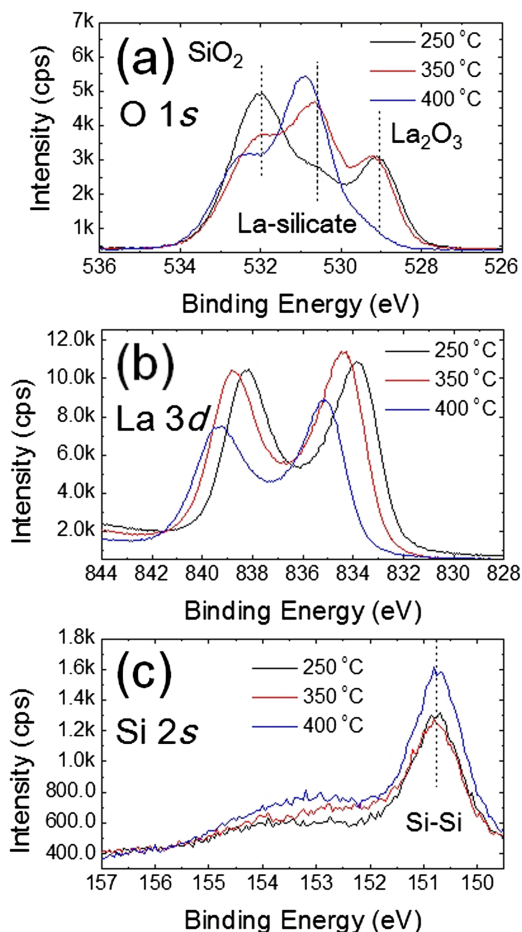 (a)
SiO2
250 °C
350 °C
400 °C
O 1s
La2O3
La-silicate
7k
6k
5k
4k
3k
2k
1k
Intensity (cps)
536 534 532 530 528 526
Binding Energy (eV)
(b)
250 °C
350 °C
400 °C
La 3d
12.0k
10.0k
8.0k
6.0k
4.0k
2.0k
Intensity (cps)
844 842 840 838 836 834 832 830 828
Binding Energy (eV)
(c)
250 °C
350 °C
400 °C
Si 2s
Si-Si
1.8k
1.6k
1.4k
1.2k
1.0k
800.0
600.0
400.0
Intensity (cps)
157 156 155 154 153 152 151 150
Binding Energy (eV)